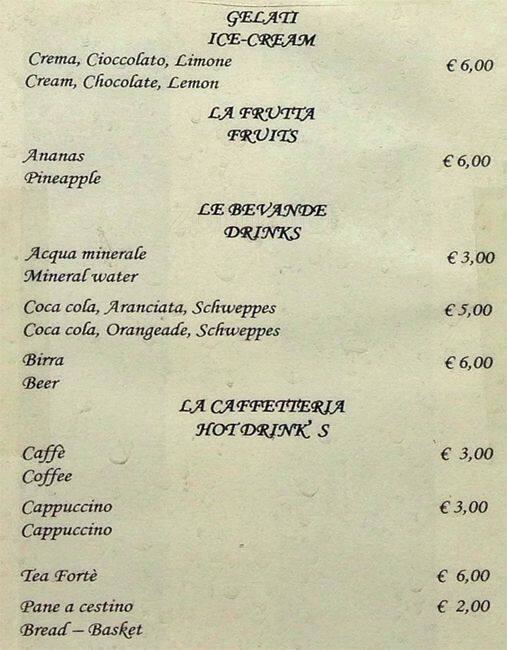 GELATI
ICE-CREAM
Crema, Cioccolato, Limone
€ 6,00
Cream, Chocolate, Lemon
LA FRUTTA
FRUITS
Ananas
€ 6,00
Pineapple
LE BEVANDE
DRINKS
Acqua minerale
€ 3,00
Mineral water
Coca cola, Aranciata, Schweppes
€ 5,00
Coca cola, Orangeade, Schweppes
Birra
€ 6,00
Beer
LA CAFFETTERIA
HOT DRINK' S
Caffè
€ 3,00
Coffee
Cappuccino
€ 3,00
Cappuccino
Tea Fortè
€ 6,00
Pane a cestino
€ 2,00
Bread – Basket